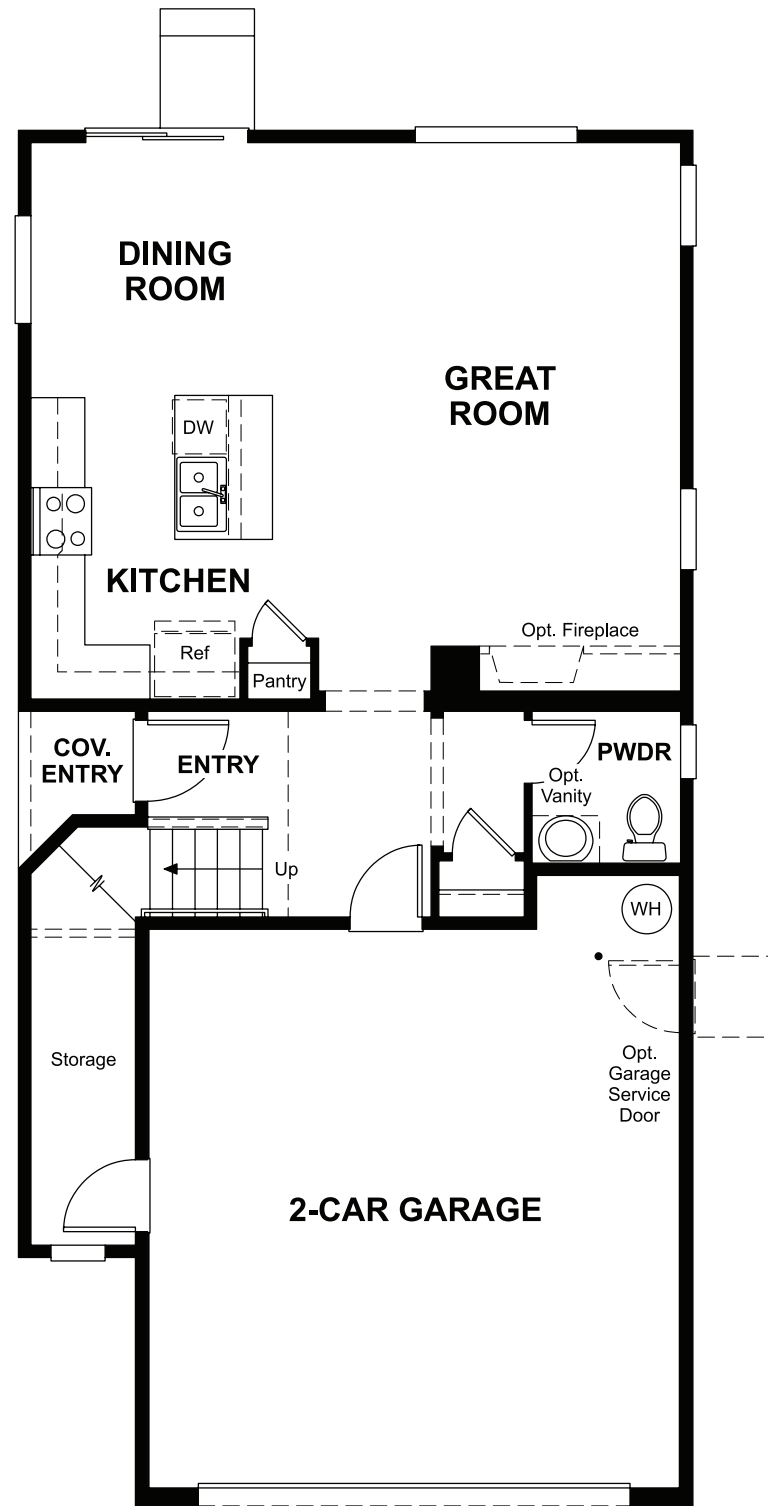 DINING
ROOM
GREAT
ROOM
DW
KITCHEN
Ref
Pantry
Opt. Fireplace
COV.
ENTRY
ENTRY
PWDR
Opt.
Vanity
Up
WH
Storage
Opt.
Garage
Service
Door
2-CAR GARAGE